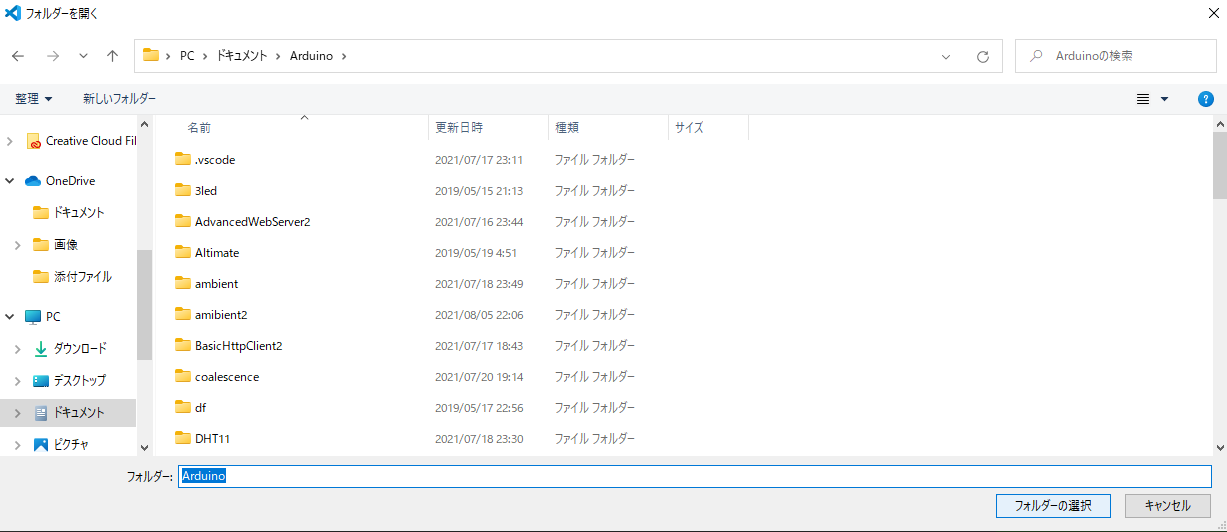 フォルダーを開く
PC › ドキュメント › Arduino ›
Arduinoの検索
整理
新しいフォルダー
Creative Cloud Fil
OneDrive
ドキュメント
画像
添付ファイル
PC
ダウンロード
デスクトップ
ドキュメント
ピクチャ
名前 更新日時 種類 サイズ
.vscode 2021/07/17 23:11 ファイル フォルダー
3led 2019/05/15 21:13 ファイル フォルダー
AdvancedWebServer2 2021/07/16 23:44 ファイル フォルダー
Altimate 2019/05/19 4:51 ファイル フォルダー
ambient 2021/07/18 23:49 ファイル フォルダー
amibient2 2021/08/05 22:06 ファイル フォルダー
BasicHttpClient2 2021/07/17 18:43 ファイル フォルダー
coalescence 2021/07/20 19:14 ファイル フォルダー
df 2019/05/17 22:56 ファイル フォルダー
DHT11 2021/07/18 23:30 ファイル フォルダー
フォルダー: Arduino
フォルダーの選択 キャンセル